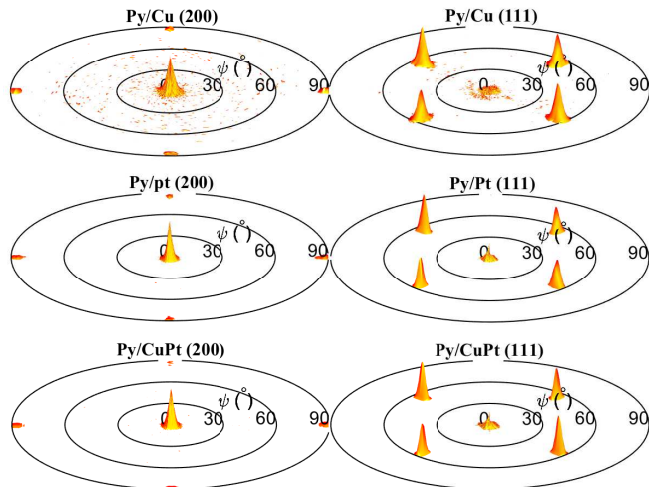 Py/Cu (200)
ψ (°)
0 30 60 90
Py/Cu (111)
ψ (°)
0 30 60 90
Py/pt (200)
ψ (°)
0 30 60 90
Py/Pt (111)
ψ (°)
0 30 60 90
Py/CuPt (200)
ψ (°)
0 30 60 90
Py/CuPt (111)
ψ (°)
0 30 60 90